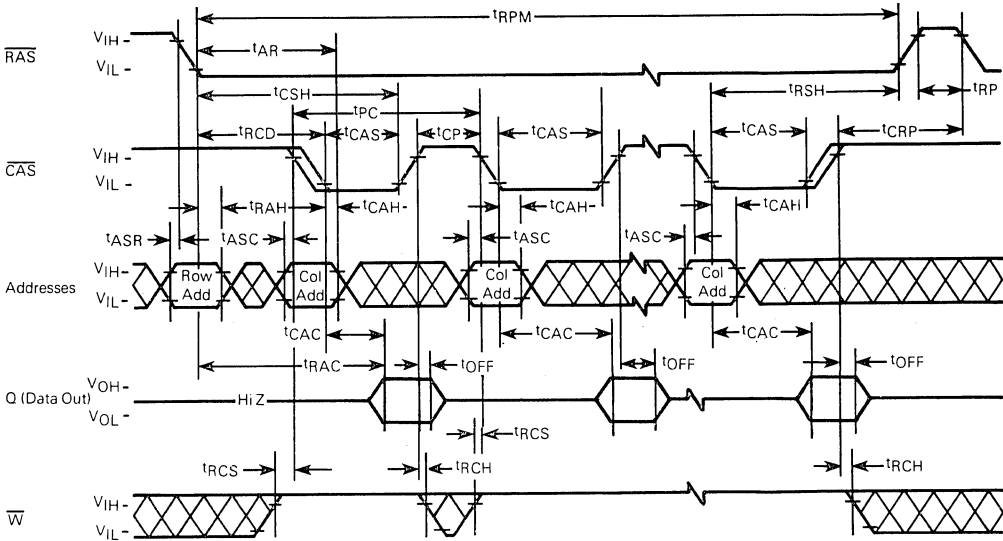 tRPM
RAS VIH VIL
tAR
tCSH tRSH tRP
tPC
tRCD tCAS tCP tCAS tCAS tCRP
CAS VIH VIL
tRAH tCAH tCAH tCAH
tASR tASC tASC tASC
Addresses VIH VIL
Row Add
Col Add
Col Add
Col Add
tCAC tCAC tCAC
tRAC tOFF tOFF tOFF
Q (Data Out) VOH VOL
Hi Z
tRCS
tRCS tRCH tRCH
W VIH VIL